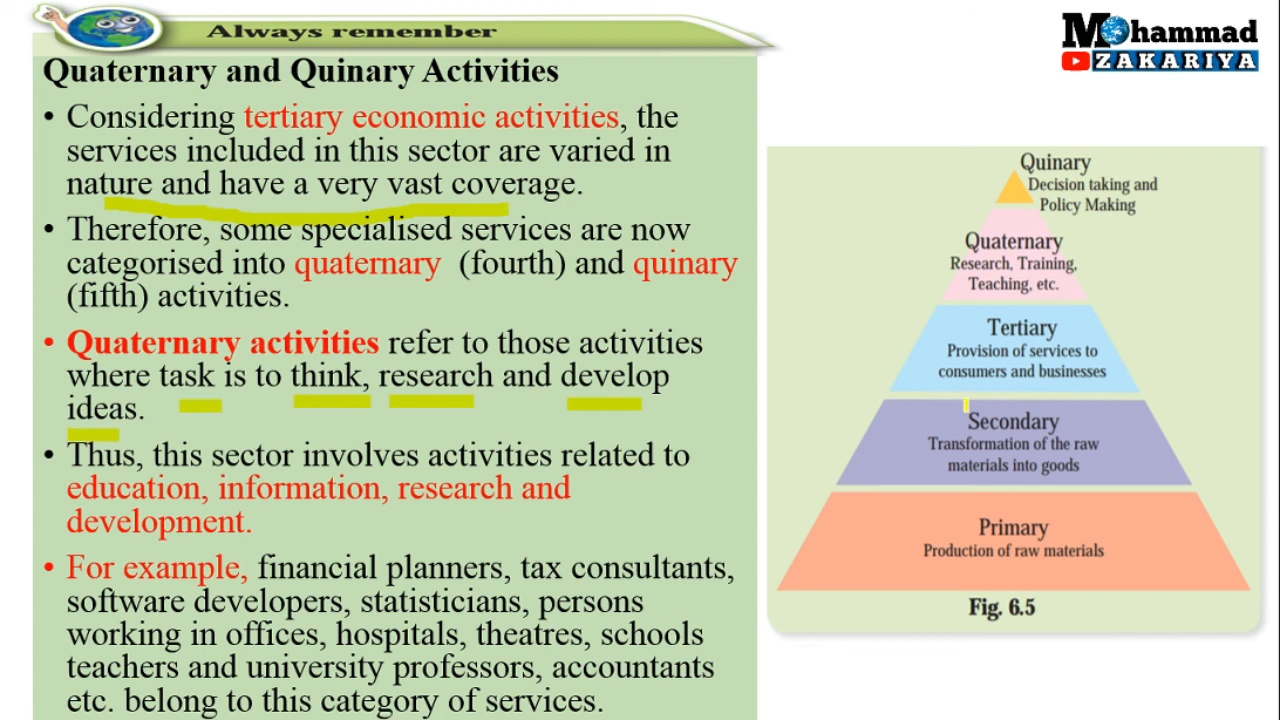 Always remember
Mohammad
ZAKARIYA
Quaternary and Quinary Activities
• Considering tertiary economic activities, the
services included in this sector are varied in
nature and have a very vast coverage.
• Therefore, some specialised services are now
categorised into quaternary (fourth) and quinary
(fifth) activities.
• Quaternary activities refer to those activities
where task is to think, research and develop
ideas.
• Thus, this sector involves activities related to
education, information, research and
development.
• For example, financial planners, tax consultants,
software developers, statisticians, persons
working in offices, hospitals, theatres, schools
teachers and university professors, accountants
etc. belong to this category of services.
Quinary
Decision taking and
Policy Making
Quaternary
Research, Training,
Teaching, etc.
Tertiary
Provision of services to
consumers and businesses
Secondary
Transformation of the raw
materials into goods
Primary
Production of raw materials
Fig. 6.5